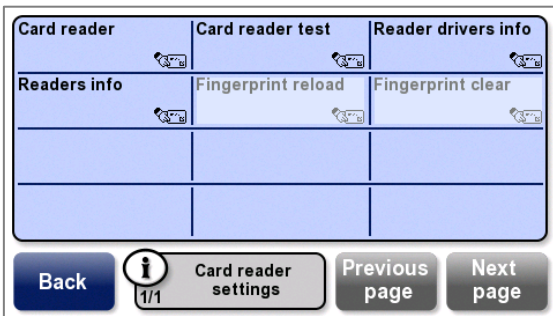 Card reader
Card reader test
Reader drivers info
Readers info
Fingerprint reload
Fingerprint clear
Back
i
1/1
Card reader
settings
Previous
page
Next
page